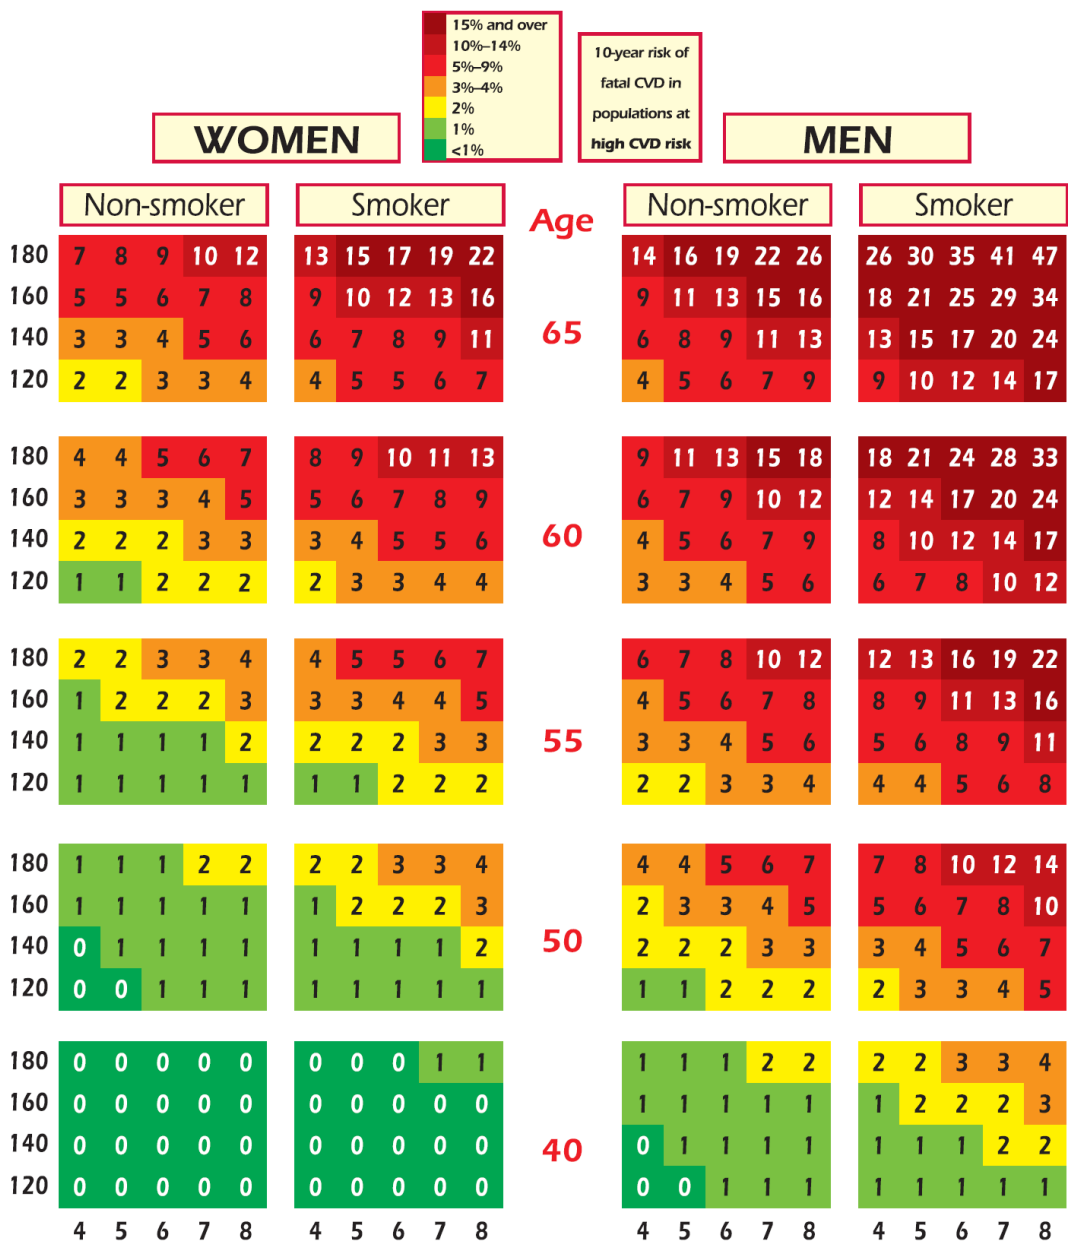 15% and over
10%–14%
5%–9%
3%–4%
2%
1%
<1%
10-year risk of
fatal CVD in
populations at
high CVD risk
WOMEN
MEN
Non-smoker Smoker Age Non-smoker Smoker
180 7 8 9 10 12 13 15 17 19 22 14 16 19 22 26 26 30 35 41 47
160 5 5 6 7 8 9 10 12 13 16 9 11 13 15 16 18 21 25 29 34
65
140 3 3 4 5 6 6 7 8 9 11 6 8 9 11 13 13 15 17 20 24
120 2 2 3 3 4 4 5 5 6 7 4 5 6 7 9 9 10 12 14 17
180 4 4 5 6 7 8 9 10 11 13 9 11 13 15 18 18 21 24 28 33
160 3 3 3 4 5 5 6 7 8 9 6 7 9 10 12 12 14 17 20 24
60
140 2 2 2 3 3 3 4 5 5 6 4 5 6 7 9 8 10 12 14 17
120 1 1 2 2 2 2 3 3 4 4 3 3 4 5 6 6 7 8 10 12
180 2 2 3 3 4 4 5 5 6 7 6 7 8 10 12 12 13 16 19 22
160 1 2 2 2 3 3 3 4 4 5 4 5 6 7 8 8 9 11 13 16
140 1 1 1 1 2 2 2 2 3 3 55 3 3 4 5 6 5 6 8 9 11
120 1 1 1 1 1 1 1 2 2 2 2 2 3 3 4 4 4 5 6 8
180 1 1 1 2 2 2 2 3 3 4 4 4 5 6 7 7 8 10 12 14
160 1 1 1 1 1 1 2 2 2 3 2 3 3 4 5 5 6 7 8 10
140 0 1 1 1 1 1 1 1 1 2 50 2 2 2 3 3 3 4 5 6 7
120 0 0 1 1 1 1 1 1 1 1 1 1 2 2 2 2 3 3 4 5
180 0 0 0 0 0 0 0 0 1 1 1 1 1 2 2 2 2 3 3 4
160 0 0 0 0 0 0 0 0 0 0 1 1 1 1 1 1 2 2 2 3
140 0 0 0 0 0 0 0 0 0 0 40 0 1 1 1 1 1 1 1 2 2
120 0 0 0 0 0 0 0 0 0 0 0 0 1 1 1 1 1 1 1 1
4 5 6 7 8 4 5 6 7 8 4 5 6 7 8 4 5 6 7 8